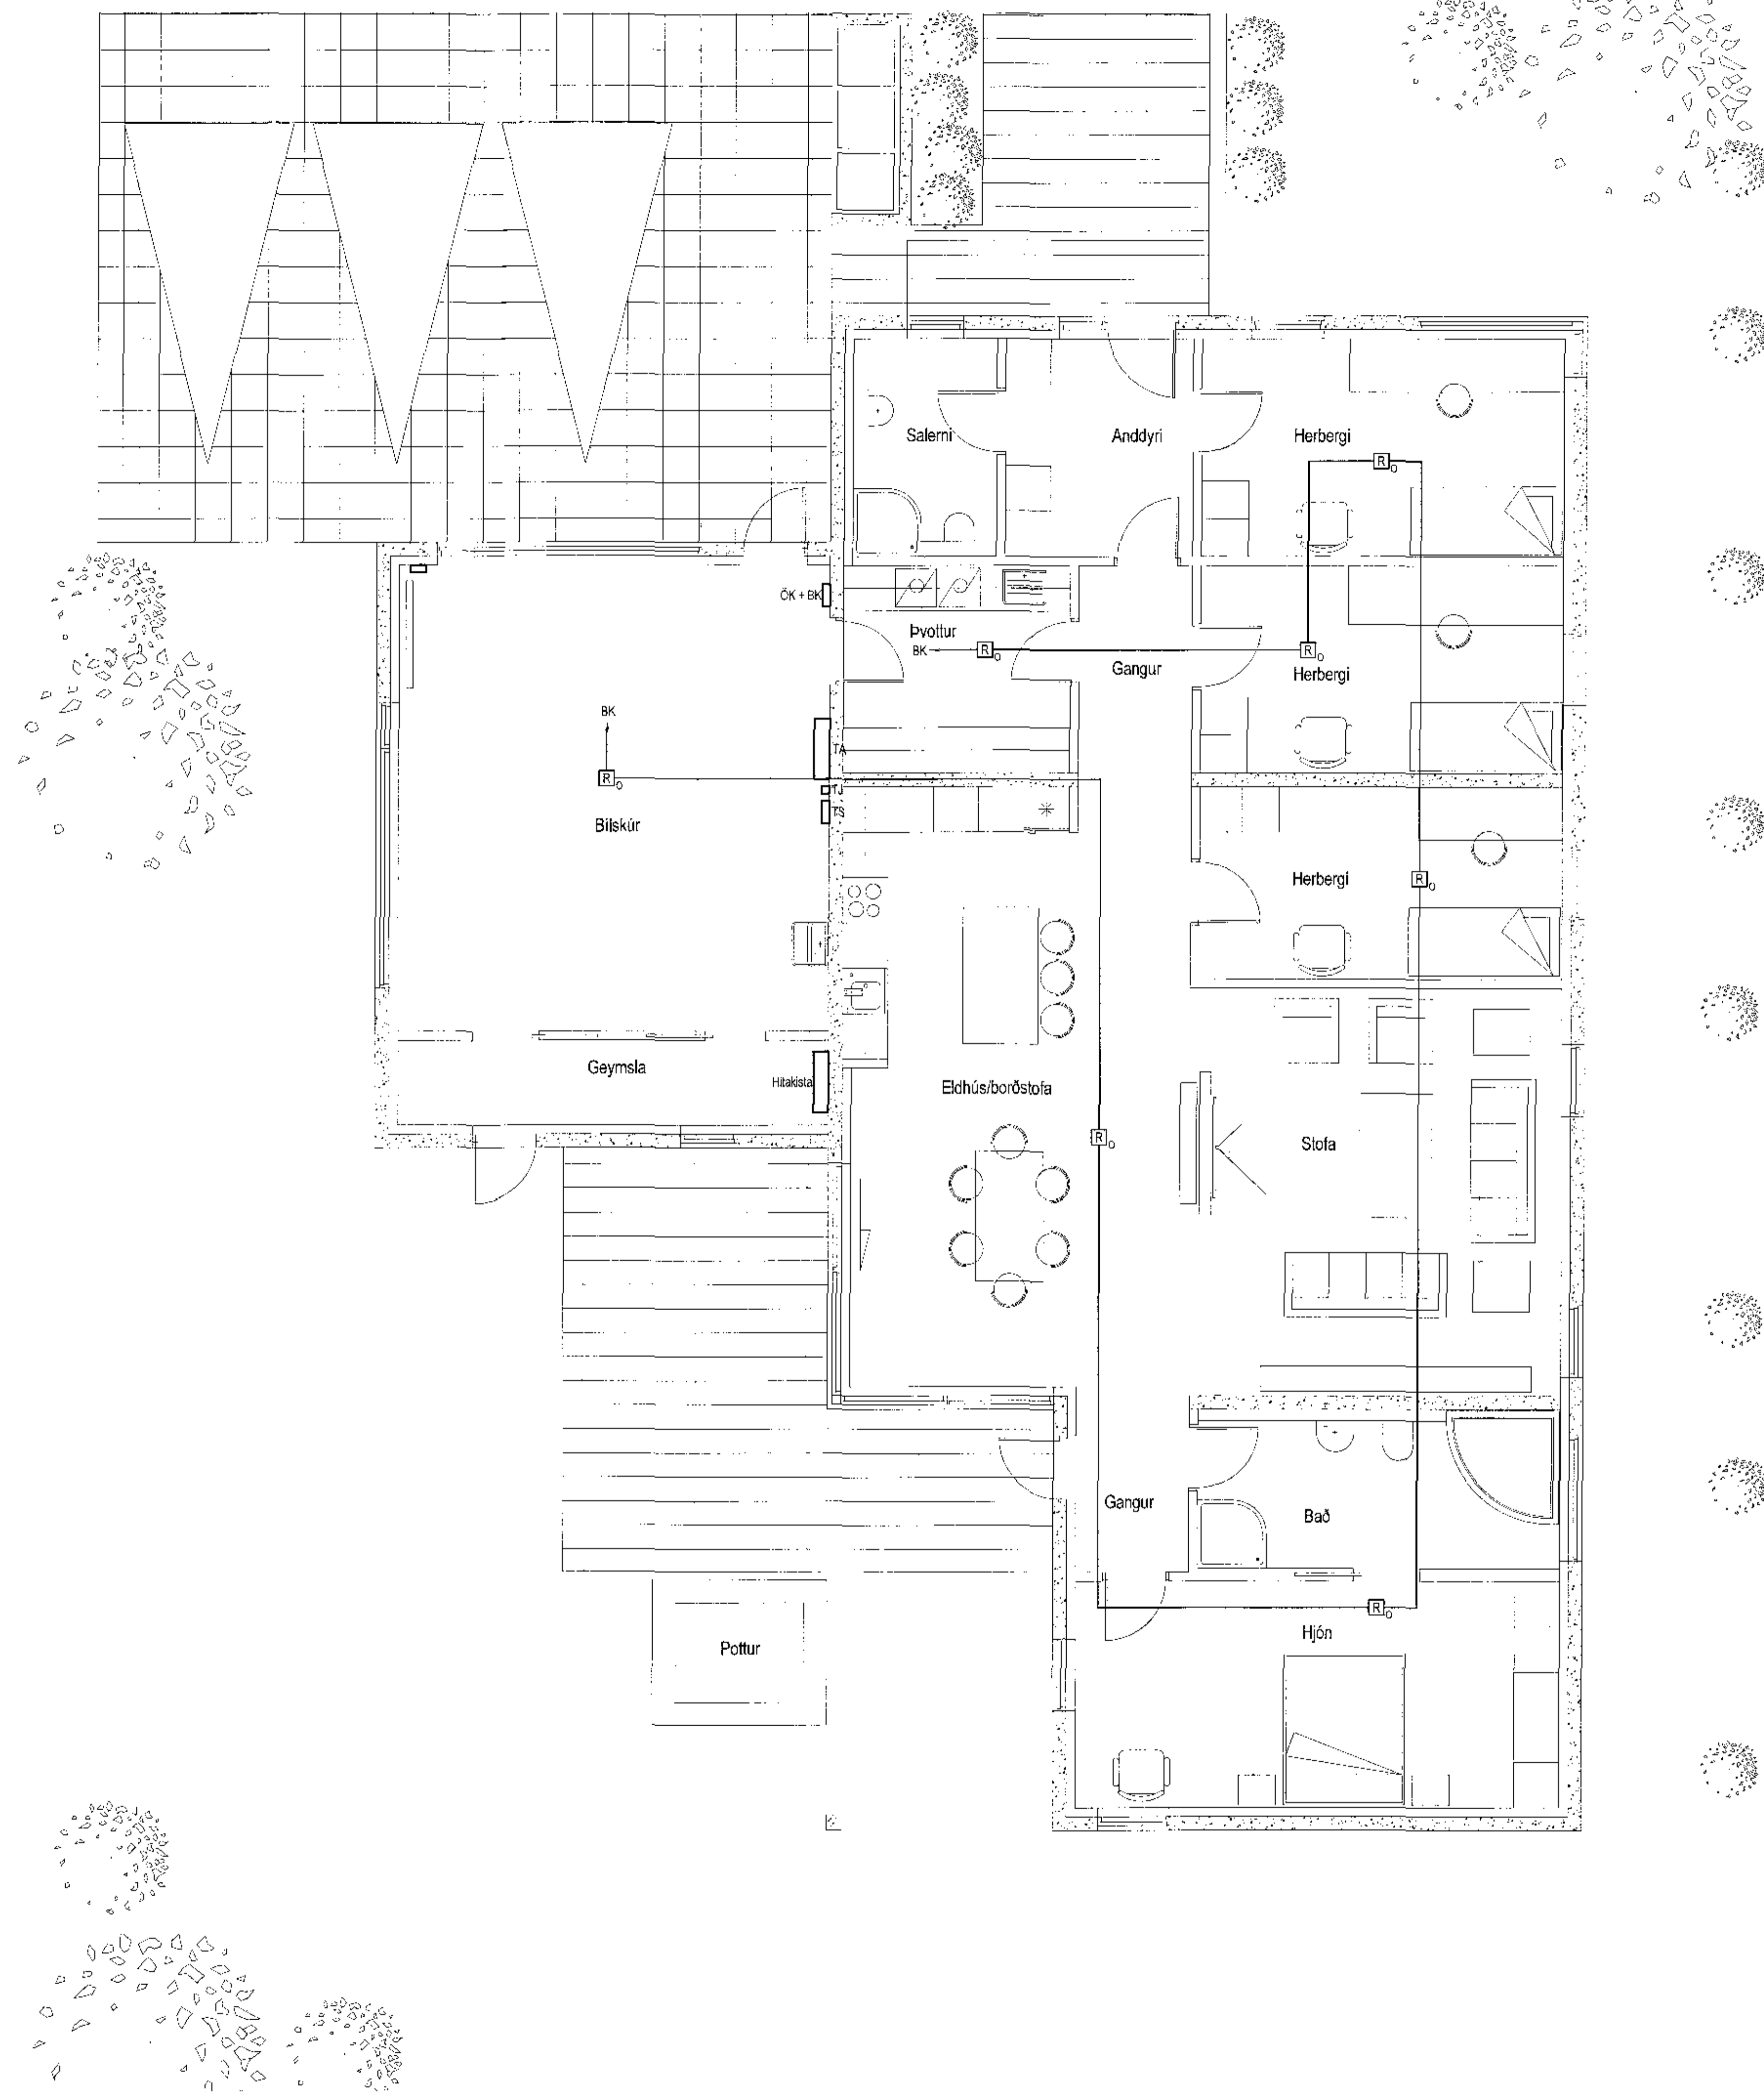 Salerni
Anddyri
Herbergi
R
O
ÖK + BK
Þvottur
BK
R
O
Gangur
R
O
Herbergi
BK
R
O
TA
TJ
TS
Bílskúr
Herbergi
R
O
Geymsla
Hitakista
Eldhús/borðstofa
R
O
Stofa
Gangur
Bað
R
O
Hjón
Pottur